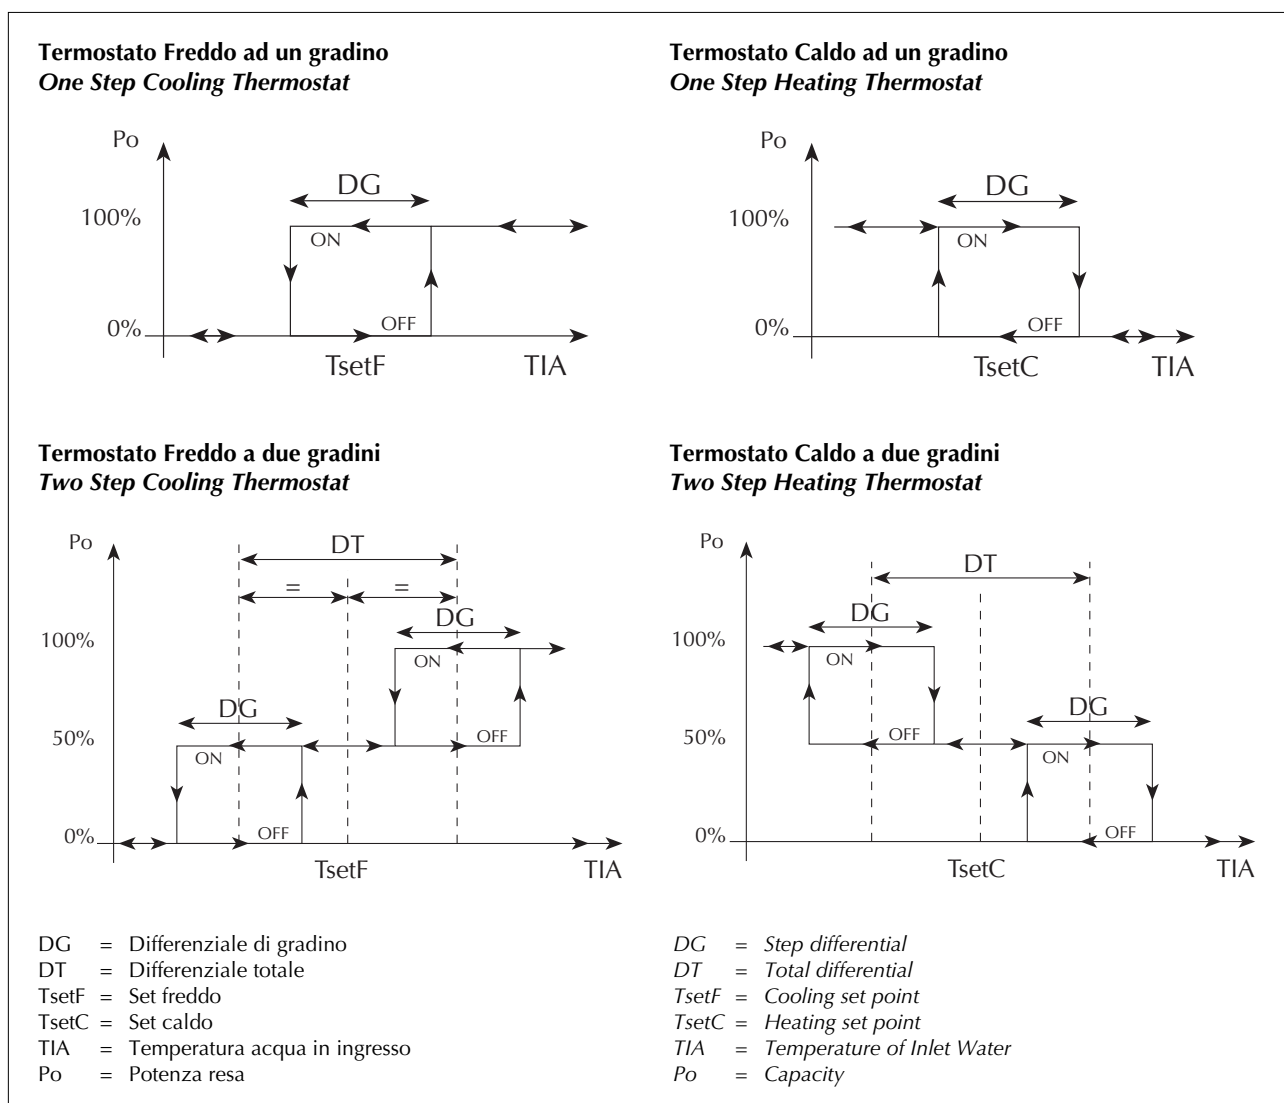 Termostato Freddo ad un gradino
One Step Cooling Thermostat
Po
DG
100%
ON
0%
OFF
TsetF
TIA
Termostato Caldo ad un gradino
One Step Heating Thermostat
Po
DG
100%
ON
0%
OFF
TsetC
TIA
Termostato Freddo a due gradini
Two Step Cooling Thermostat
Po
DT
= =
DG
100%
ON
DG
50%
OFF
ON
0%
OFF
TsetF
TIA
Termostato Caldo a due gradini
Two Step Heating Thermostat
Po
DT
DG
100%
ON
DG
50%
OFF
ON
0%
OFF
TsetC
TIA
DG = Differenziale di gradino
DT = Differenziale totale
TsetF = Set freddo
TsetC = Set caldo
TIA = Temperatura acqua in ingresso
Po = Potenza resa
DG = Step differential
DT = Total differential
TsetF = Cooling set point
TsetC = Heating set point
TIA = Temperature of Inlet Water
Po = Capacity